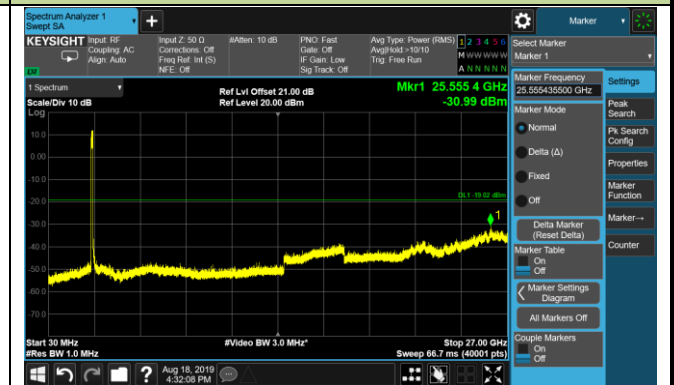 Spectrum Analyzer 1
Swept SA
Marker
KEYSIGHT
Input: RF
Coupling: AC
Align: Auto
Input Z: 50 Ω
Corrections: Off
Freq Ref: Int (S)
NFE: Off
#Atten: 10 dB
PNO: Fast
Gate: Off
IF Gain: Low
Sig Track: Off
Avg Type: Power (RMS)
Avg|Hold >10/10
Trig: Free Run
1 2 3 4 5 6
M W W W W W
A N N N N N
Select Marker
Marker 1
LXI
1 Spectrum
Scale/Div 10 dB
Log
Ref Lvl Offset 21.00 dB
Ref Level 20.00 dBm
Mkr1 25.555 4 GHz
-30.99 dBm
10.0
0.00
-10.0
-20.0
-30.0
-40.0
-50.0
-60.0
-70.0
DL1 -19.02 dBm
1
Start 30 MHz
#Res BW 1.0 MHz
#Video BW 3.0 MHz*
Stop 27.00 GHz
Sweep 66.7 ms (40001 pts)
Marker Frequency
25.555435500 GHz
Marker Mode
Normal
Delta (Δ)
Fixed
Off
Delta Marker
(Reset Delta)
Marker Table
On
Off
Marker Settings
Diagram
All Markers Off
Couple Markers
On
Off
Settings
Peak
Search
Pk Search
Config
Properties
Marker
Function
Marker→
Counter
?
Aug 18, 2019
4:32:08 PM